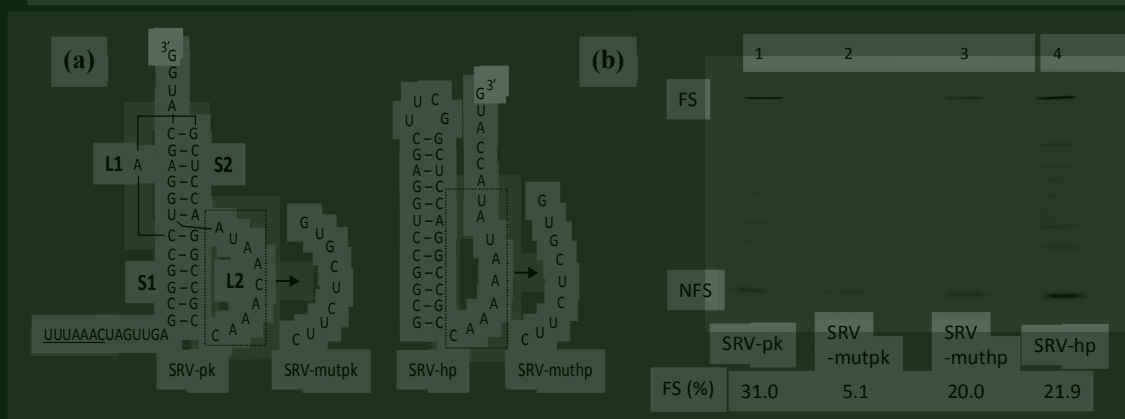 (a)
3'
G
G
U
A
C–G
G–C
A–U
G–C
G–C
U–A
C–G
C–G
G–C
G–C
C–G
G–C
L1 A
S2
S1
L2
A
U
A
A
C
A
A
A
C
UUUAAACUAGUUGA
SRV-pk
G
U
G
C
U
C
U
U
C
SRV-mutpk
U C
U G
C–G
G–C
A–U
G–C
G–C
U–A
C–G
C–G
G–C
G–C
C–G
G–C
SRV-hp
3'
G
U
A
C
C
A
U
A
U
A
A
A
A
A
C
G
U
G
C
U
C
U
U
C
SRV-muthp
(b)
1 2 3 4
FS
NFS
SRV-pk SRV -mutpk SRV -muthp SRV-hp
FS (%) 31.0 5.1 20.0 21.9